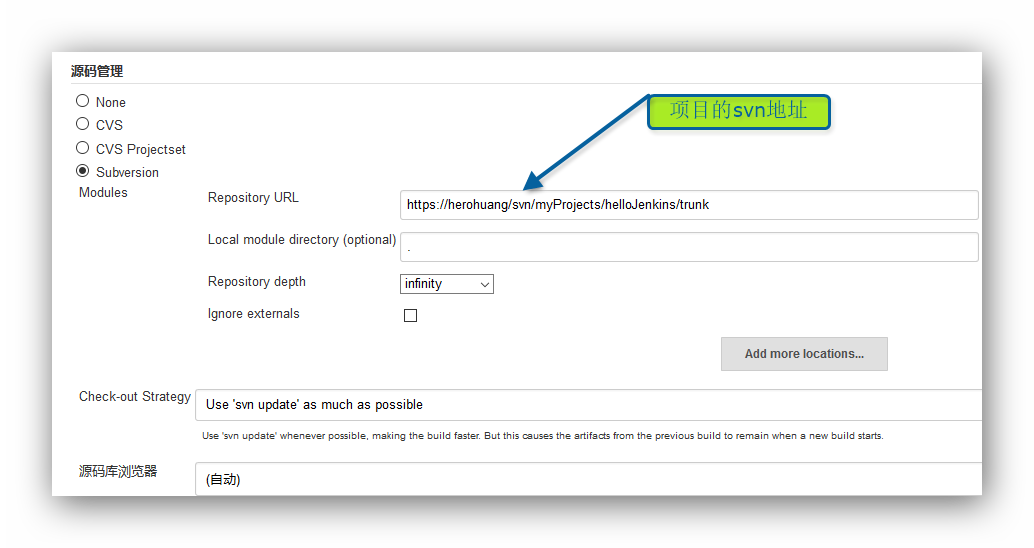 源码管理
None
CVS
项目的svn地址
CVS Projectset
Subversion
Modules
Repository URL
https://herohuang/svn/myProjects/helloJenkins/trunk
Local module directory (optional)
.
Repository depth
infinity
Ignore externals
Add more locations...
Check-out Strategy
Use 'svn update' as much as possible
Use 'svn update' whenever possible, making the build faster. But this causes the artifacts from the previous build to remain when a new build starts.
源码库浏览器
(自动)